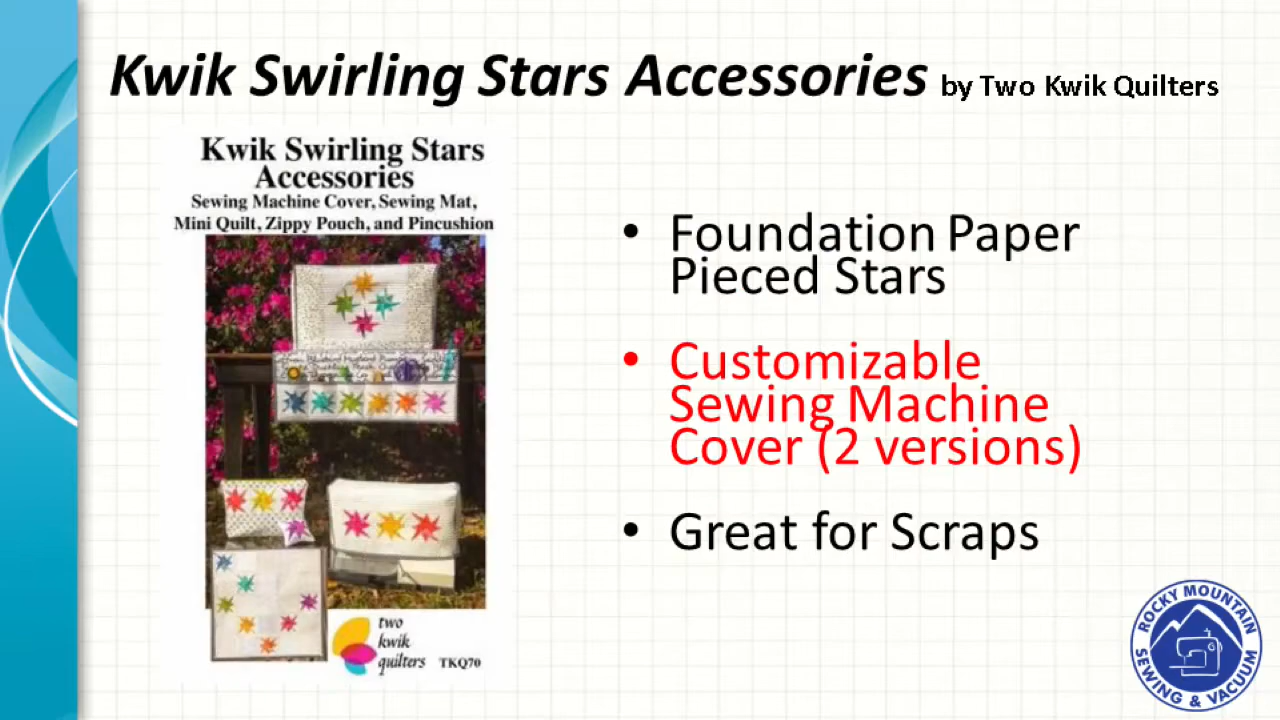 Kwik Swirling Stars Accessories by Two Kwik Quilters
Kwik Swirling Stars
Accessories
Sewing Machine Cover, Sewing Mat,
Mini Quilt, Zippy Pouch, and Pincushion
two
kwik
quilters TKQ70
• Foundation Paper
Pieced Stars
• Customizable
Sewing Machine
Cover (2 versions)
• Great for Scraps
ROCKY MOUNTAIN
SEWING & VACUUM